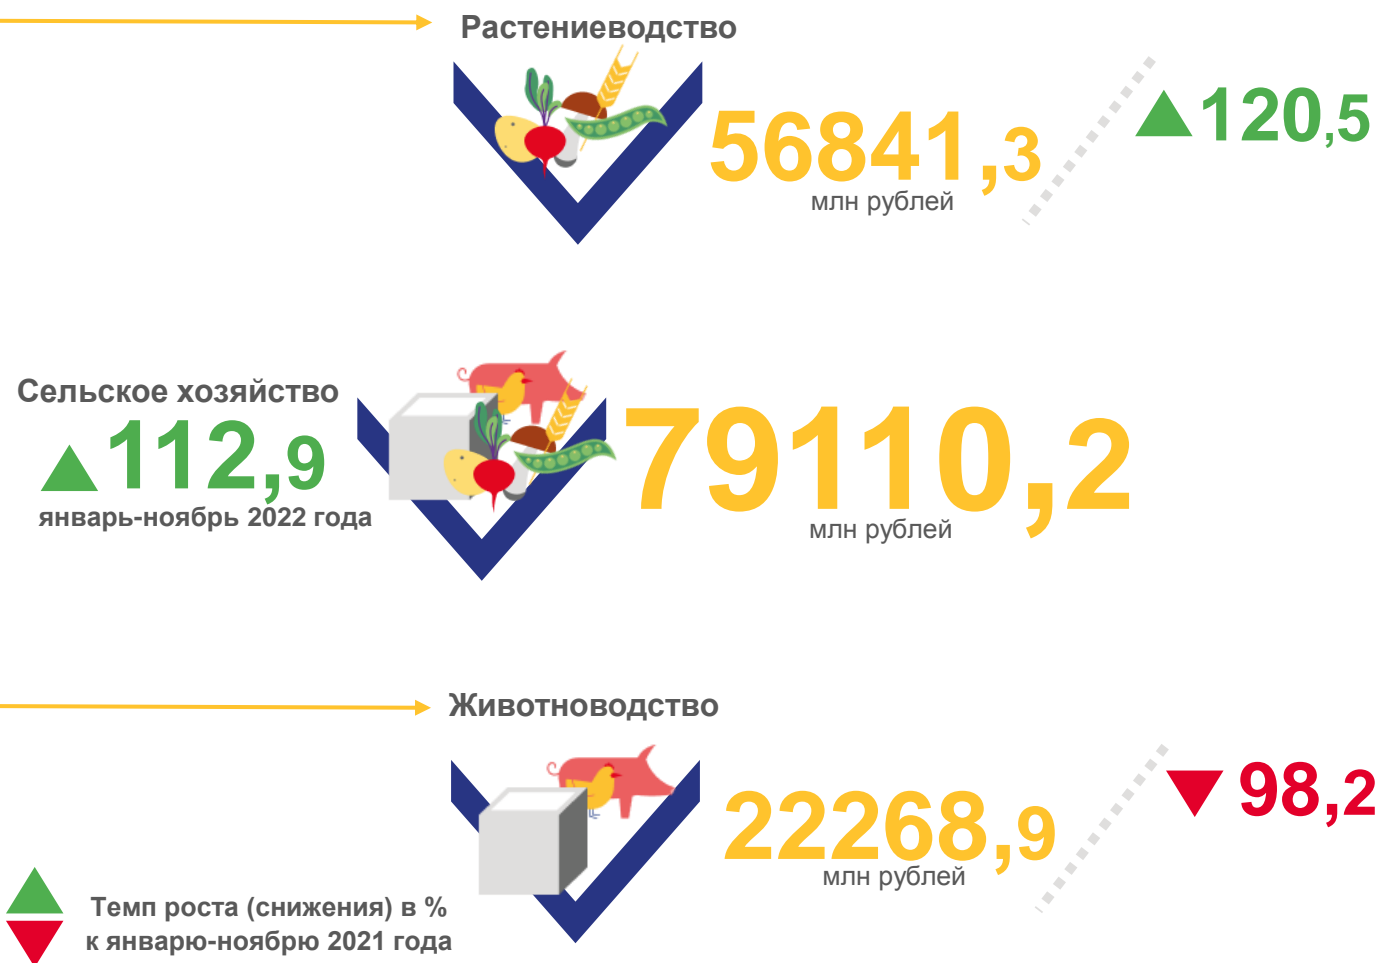 Растениеводство
56841,3
млн рублей
▲120,5
Сельское хозяйство
▲112,9
январь-ноябрь 2022 года
79110,2
млн рублей
Животноводство
22268,9
млн рублей
▼98,2
Темп роста (снижения) в %
к январю-ноябрю 2021 года